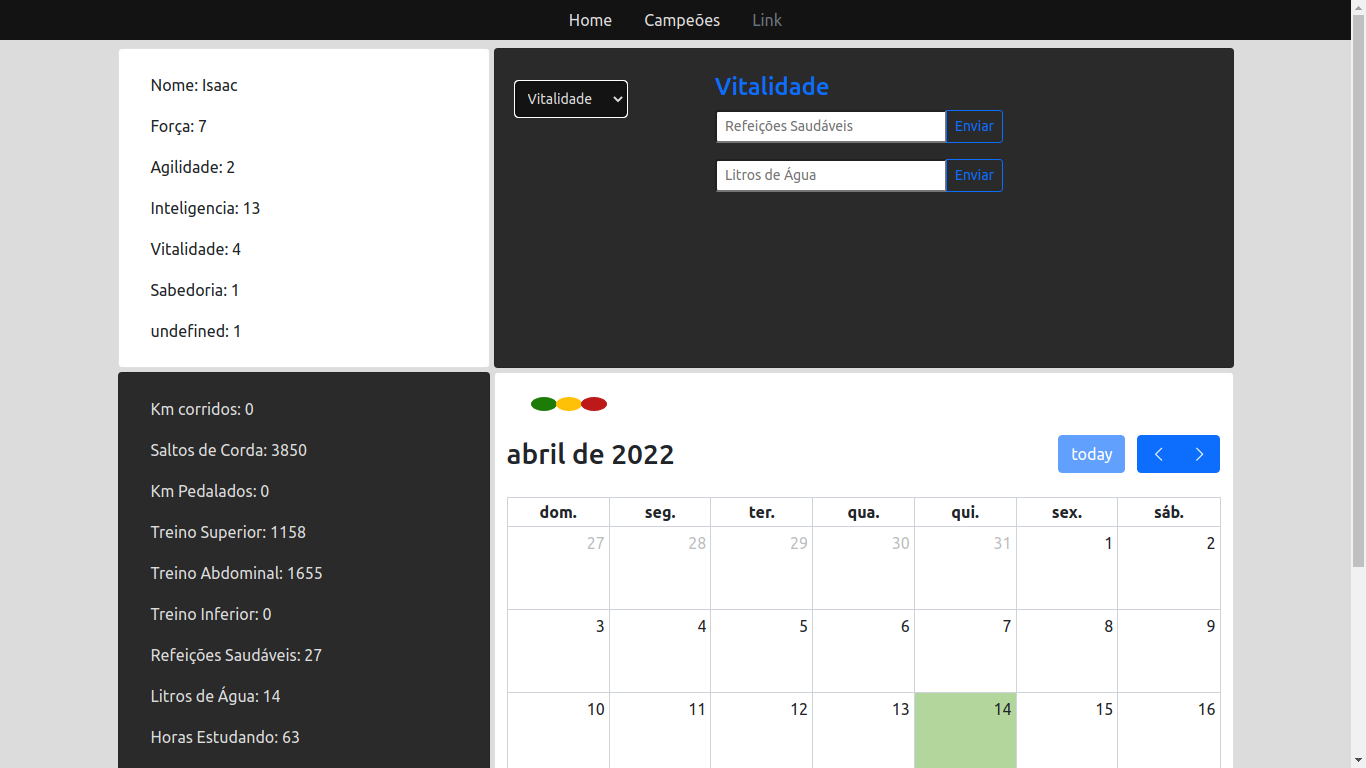 Home Campeões Link
Nome: Isaac
Força: 7
Agilidade: 2
Inteligencia: 13
Vitalidade: 4
Sabedoria: 1
undefined: 1
Vitalidade
Vitalidade
Refeições Saudáveis Enviar
Litros de Água Enviar
Km corridos: 0
Saltos de Corda: 3850
Km Pedalados: 0
Treino Superior: 1158
Treino Abdominal: 1655
Treino Inferior: 0
Refeições Saudáveis: 27
Litros de Água: 14
Horas Estudando: 63
abril de 2022 today
dom. seg. ter. qua. qui. sex. sáb.
27 28 29 30 31 1 2
3 4 5 6 7 8 9
10 11 12 13 14 15 16